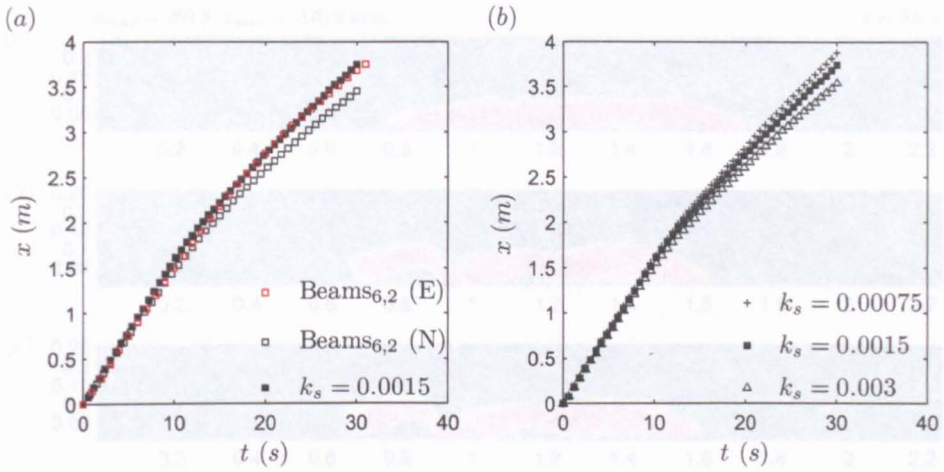 (a)
(b)
4
3.5
3
2.5
2
1.5
1
0.5
0
x (m)
0
10
20
30
40
t (s)
Beams6,2 (E)
Beams6,2 (N)
ks = 0.0015
4
3.5
3
2.5
2
1.5
1
0.5
0
x (m)
0
10
20
30
40
t (s)
ks = 0.00075
ks = 0.0015
ks = 0.003